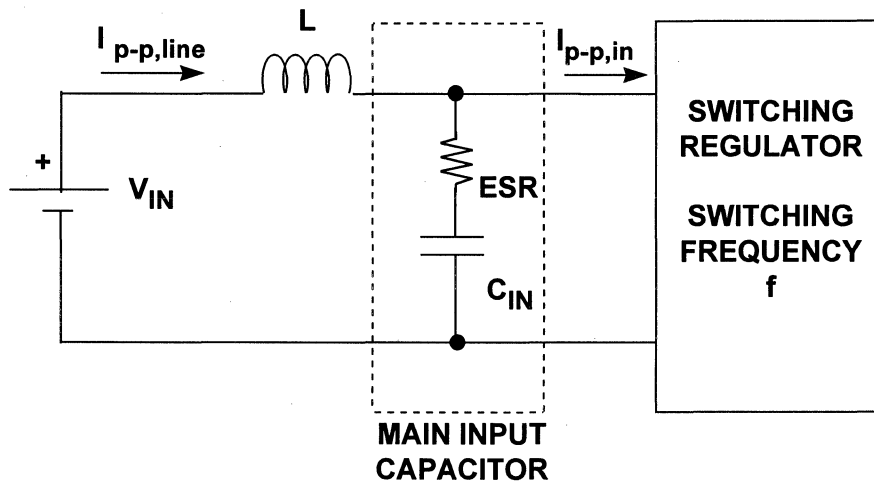 L
I p-p,line
I p-p,in
+
V IN
ESR
C IN
SWITCHING
REGULATOR
SWITCHING
FREQUENCY
f
MAIN INPUT
CAPACITOR